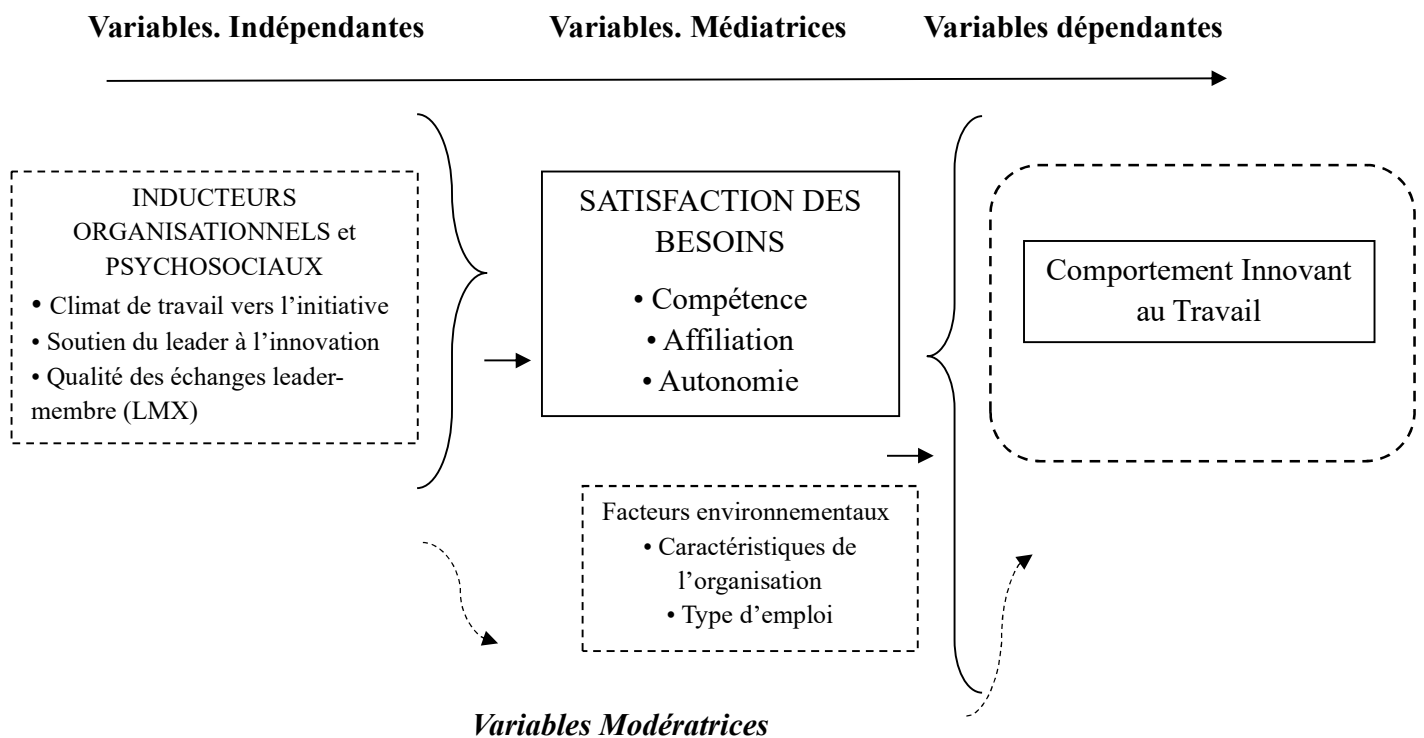 Variables. Indépendantes
Variables. Médiatrices
Variables dépendantes
INDUCTEURS
ORGANISATIONNELS et
PSYCHOSOCIAUX
• Climat de travail vers l’initiative
• Soutien du leader à l’innovation
• Qualité des échanges leader-
membre (LMX)
SATISFACTION DES
BESOINS
• Compétence
• Affiliation
• Autonomie
Comportement Innovant
au Travail
Facteurs environnementaux
• Caractéristiques de
l’organisation
• Type d’emploi
Variables Modératrices